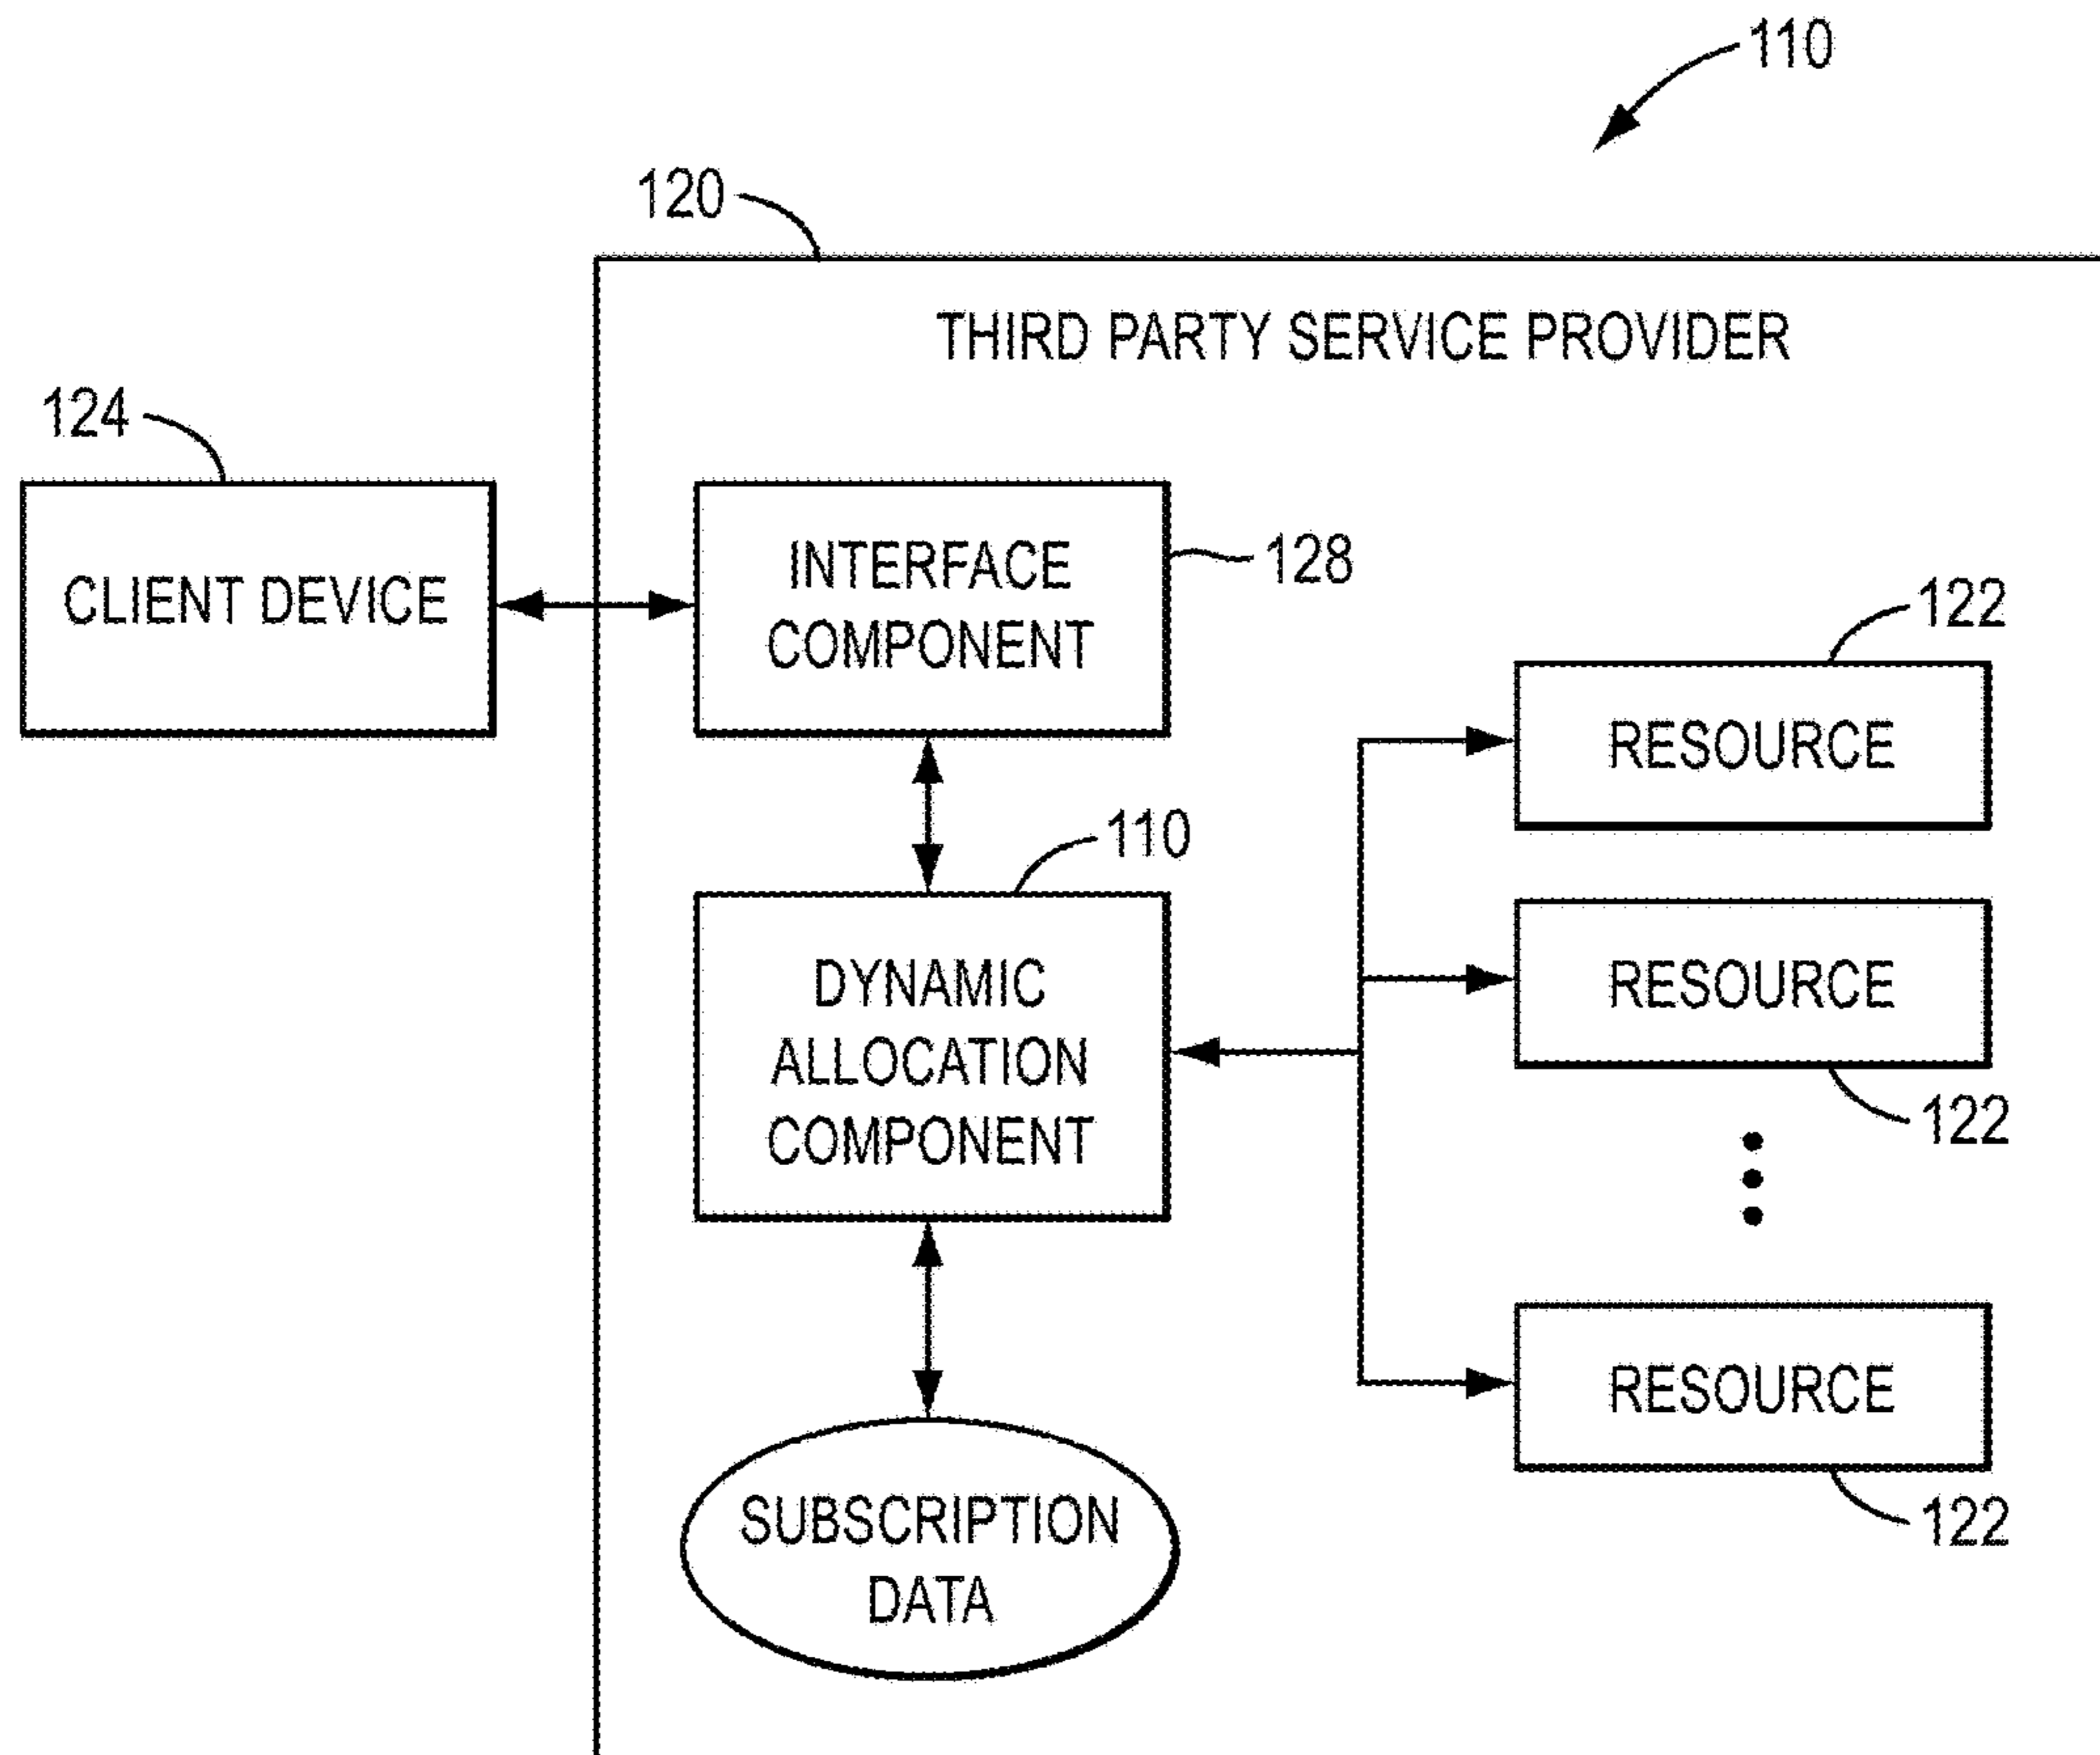 110
120
THIRD PARTY SERVICE PROVIDER
124
CLIENT DEVICE
INTERFACE
COMPONENT
128
122
RESOURCE
110
DYNAMIC
ALLOCATION
COMPONENT
RESOURCE
122
RESOURCE
122
SUBSCRIPTION
DATA